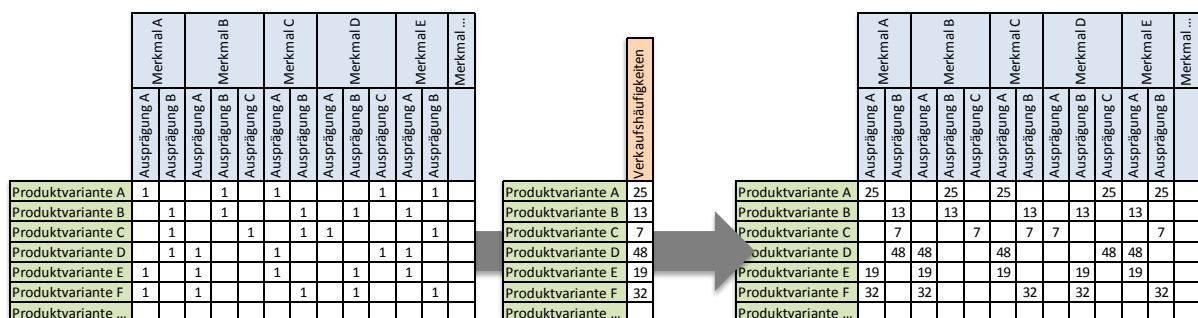 Merkmal A Merkmal B Merkmal C Merkmal D Merkmal E Merkmal ...
Ausprägung A Ausprägung B Ausprägung A Ausprägung B Ausprägung C Ausprägung A Ausprägung B Ausprägung A Ausprägung B Ausprägung C Ausprägung A Ausprägung B
Produktvariante A 1 1 1 1 1
Produktvariante B 1 1 1 1 1
Produktvariante C 1 1 1 1 1
Produktvariante D 1 1 1 1 1
Produktvariante E 1 1 1 1 1
Produktvariante F 1 1 1 1 1
Produktvariante ...
Verkaufshäufigkeiten
Produktvariante A 25
Produktvariante B 13
Produktvariante C 7
Produktvariante D 48
Produktvariante E 19
Produktvariante F 32
Produktvariante ...
Merkmal A Merkmal B Merkmal C Merkmal D Merkmal E Merkmal ...
Ausprägung A Ausprägung B Ausprägung A Ausprägung B Ausprägung C Ausprägung A Ausprägung B Ausprägung A Ausprägung B Ausprägung C Ausprägung A Ausprägung B
Produktvariante A 25 25 25 25 25
Produktvariante B 13 13 13 13 13
Produktvariante C 7 7 7 7 7
Produktvariante D 48 48 48 48 48
Produktvariante E 19 19 19 19 19
Produktvariante F 32 32 32 32 32
Produktvariante ...